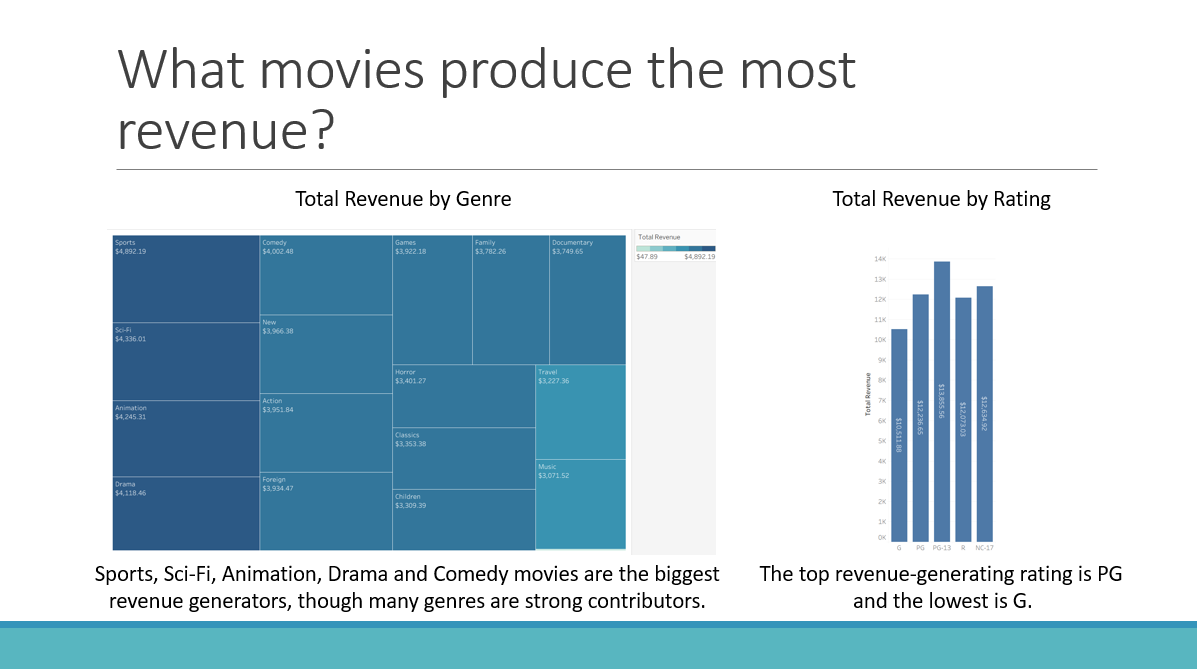 What movies produce the most
revenue?
Total Revenue by Genre
Total Revenue by Rating
Sports
$4,892.19
Sci-Fi
$4,336.01
Animation
$4,245.31
Drama
$4,118.46
Comedy
$4,002.48
New
$3,966.38
Action
$3,951.84
Foreign
$3,934.47
Games
$3,922.18
Family
$3,782.26
Documentary
$3,749.65
Horror
$3,401.27
Classics
$3,353.38
Children
$3,309.39
Travel
$3,227.36
Music
$3,071.52
Total Revenue
$47.89 $4,892.19
Total Revenue
14K
13K
12K
11K
10K
9K
8K
7K
6K
5K
4K
3K
2K
1K
0K
$10,511.88
$12,236.65
$13,855.56
$12,073.03
$12,634.92
G PG PG-13 R NC-17
Sports, Sci-Fi, Animation, Drama and Comedy movies are the biggest
revenue generators, though many genres are strong contributors.
The top revenue-generating rating is PG
and the lowest is G.